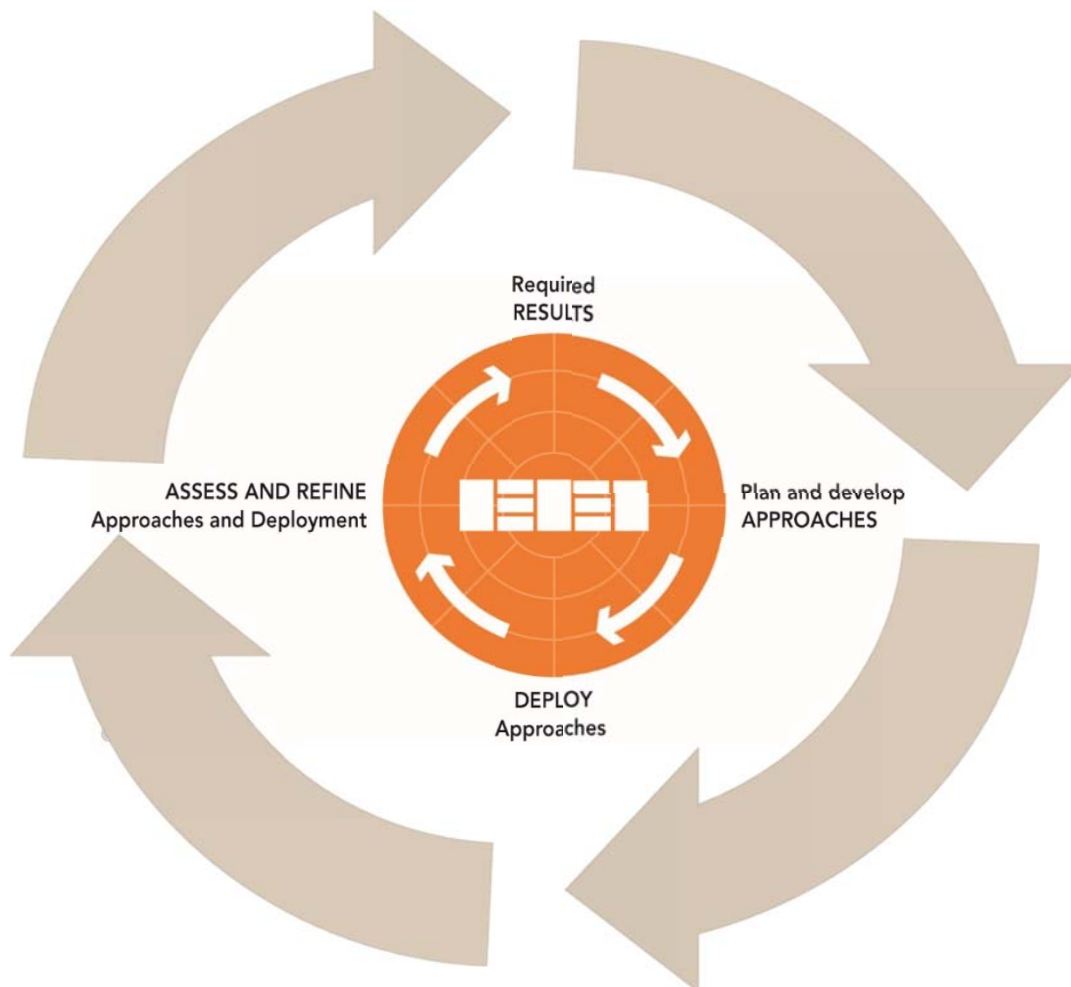 Required
RESULTS
ASSESS AND REFINE
Approaches and Deployment
Plan and develop
APPROACHES
DEPLOY
Approaches